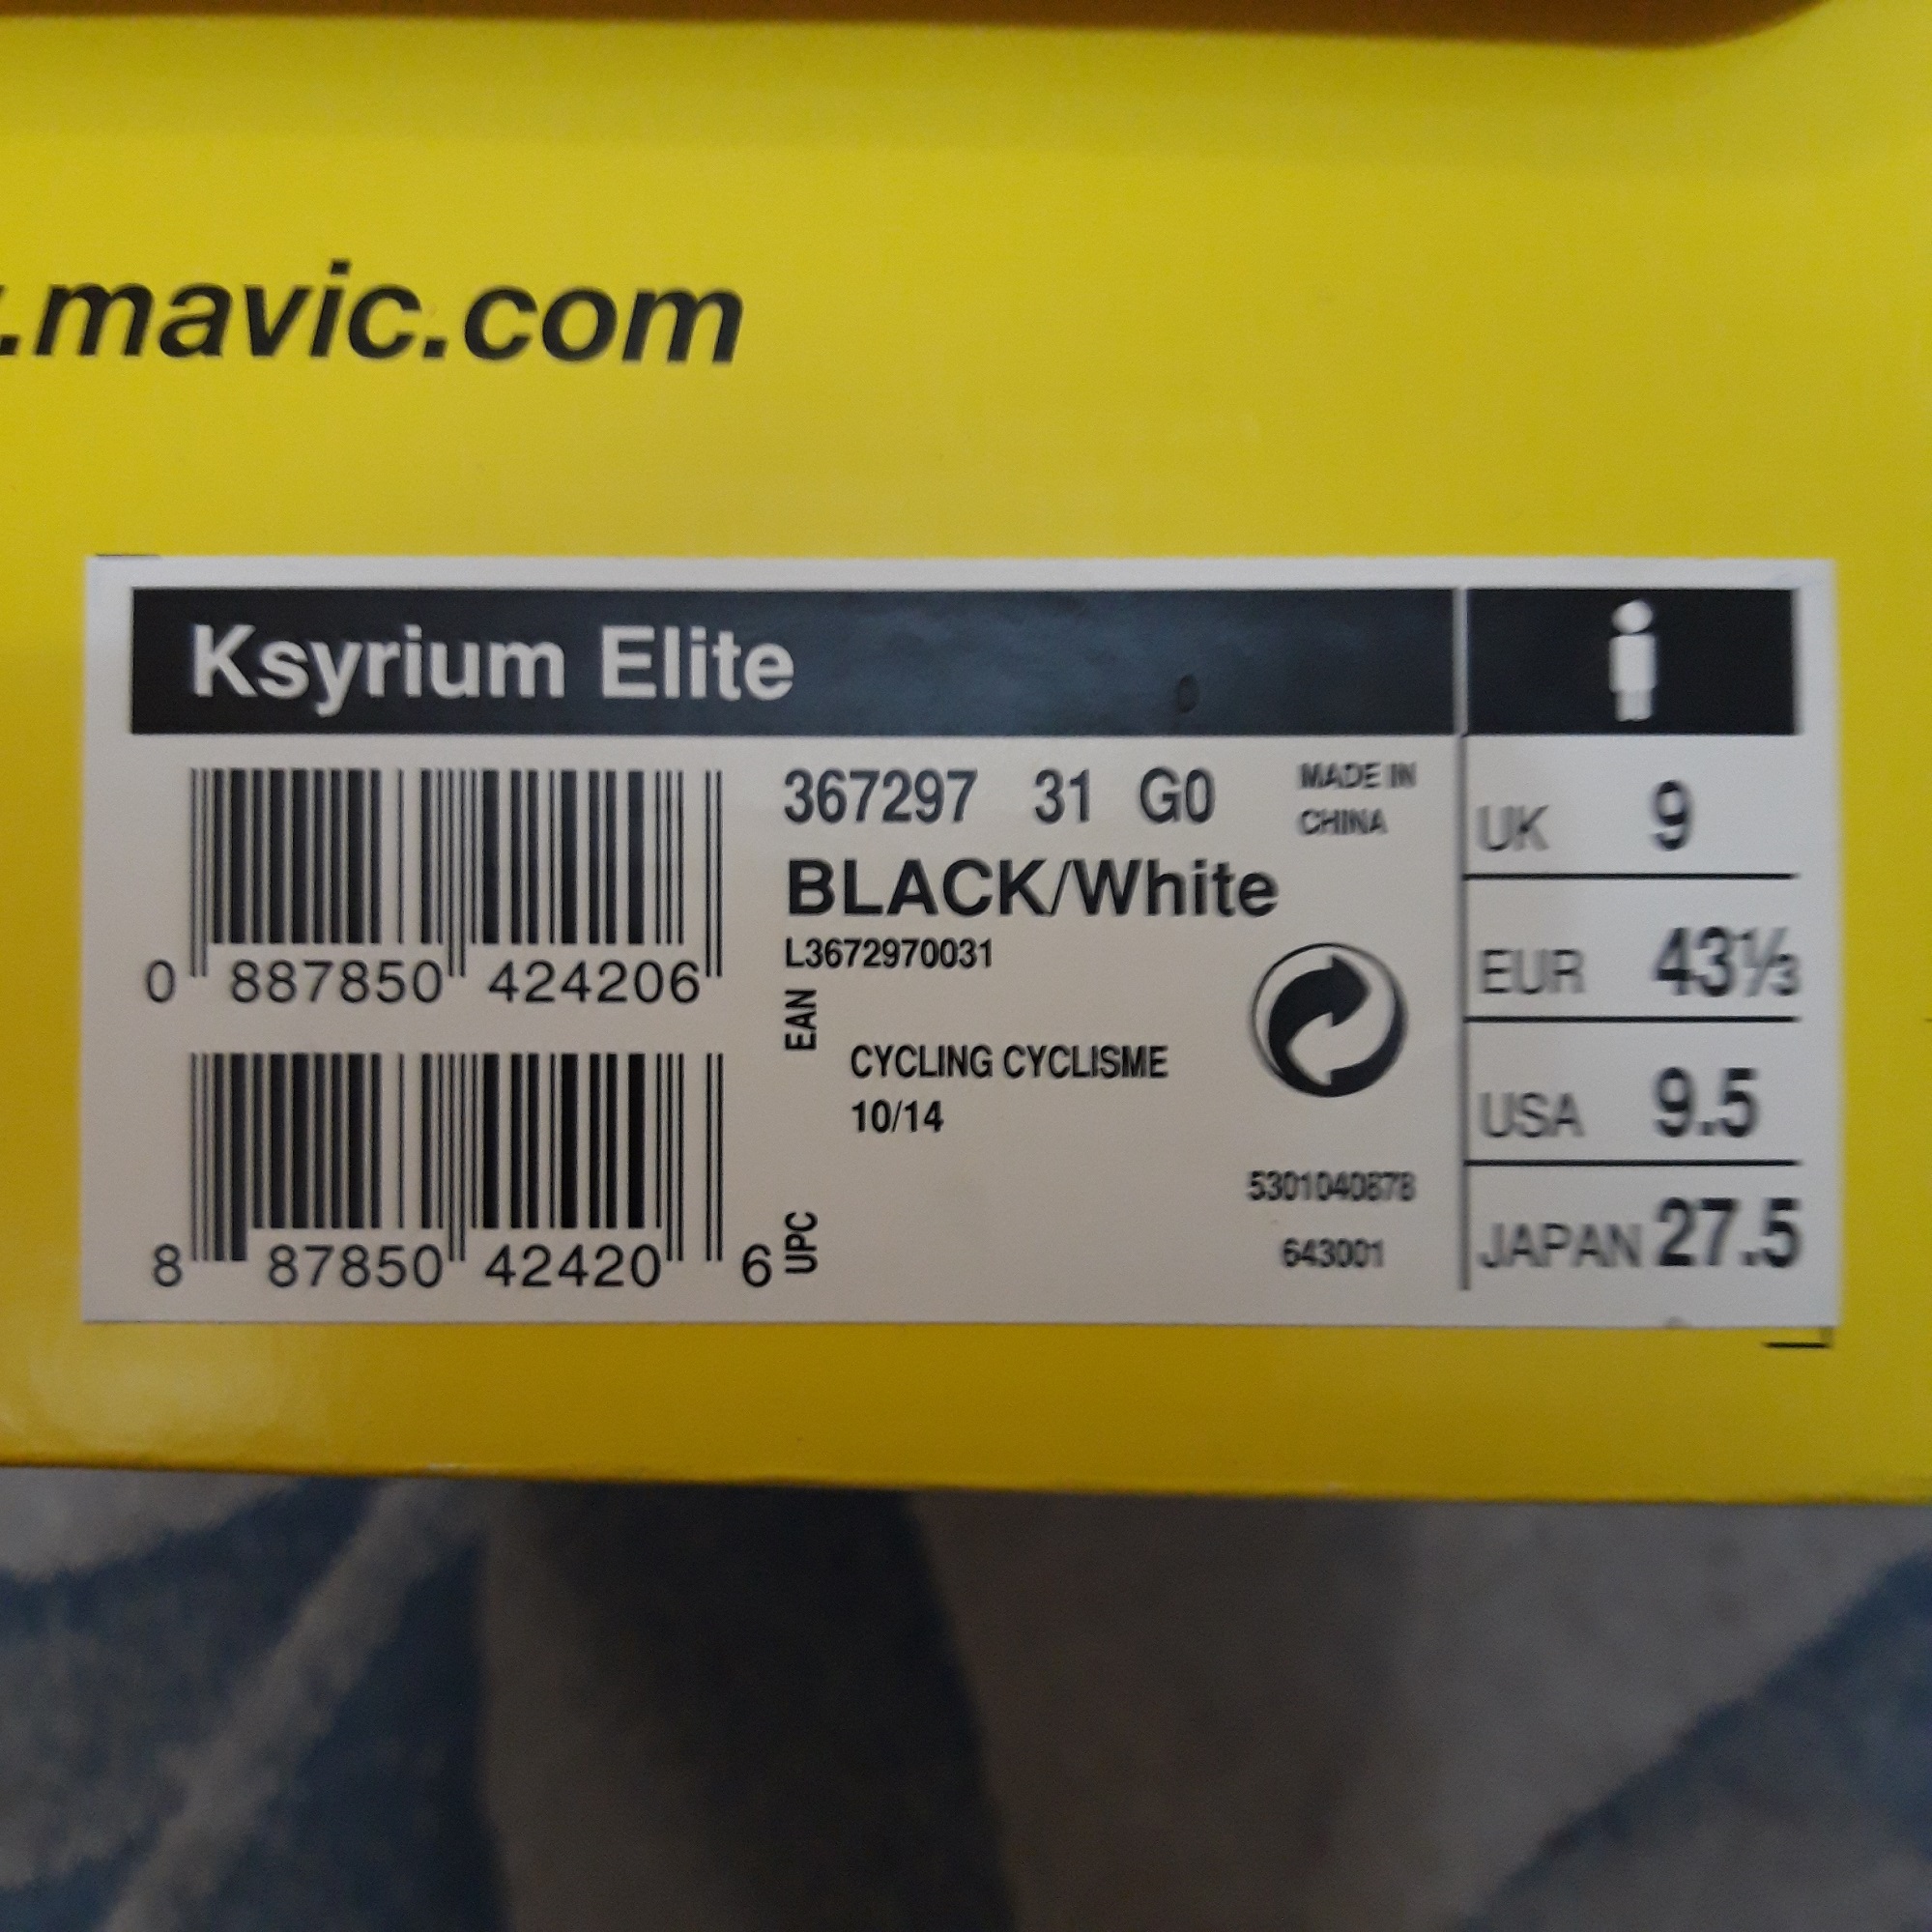 .mavic.com
Ksyrium Elite
367297 31 G0
MADE IN
CHINA
BLACK/White
L3672970031
0 887850 424206
EAN
CYCLING CYCLISME
10/14
8 87850 42420 6
UPC
5301040878
643001
UK 9
EUR 43⅓
USA 9.5
JAPAN 27.5